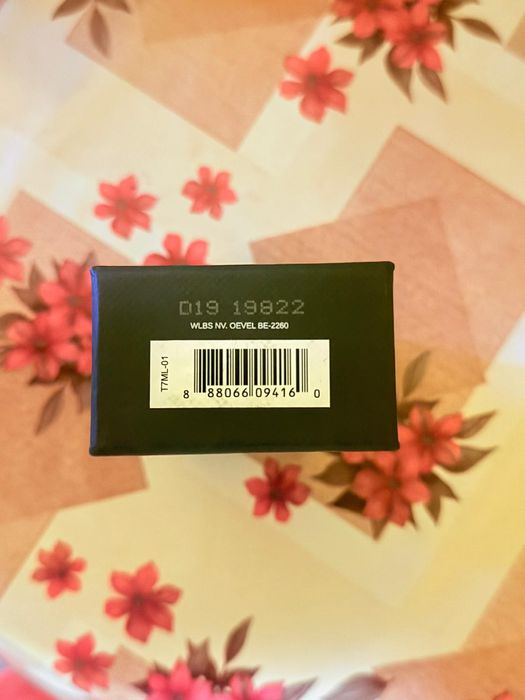 D19 19822
WLBS NV. OEVEL BE-2260
T7ML-01
8 88066 09416 0